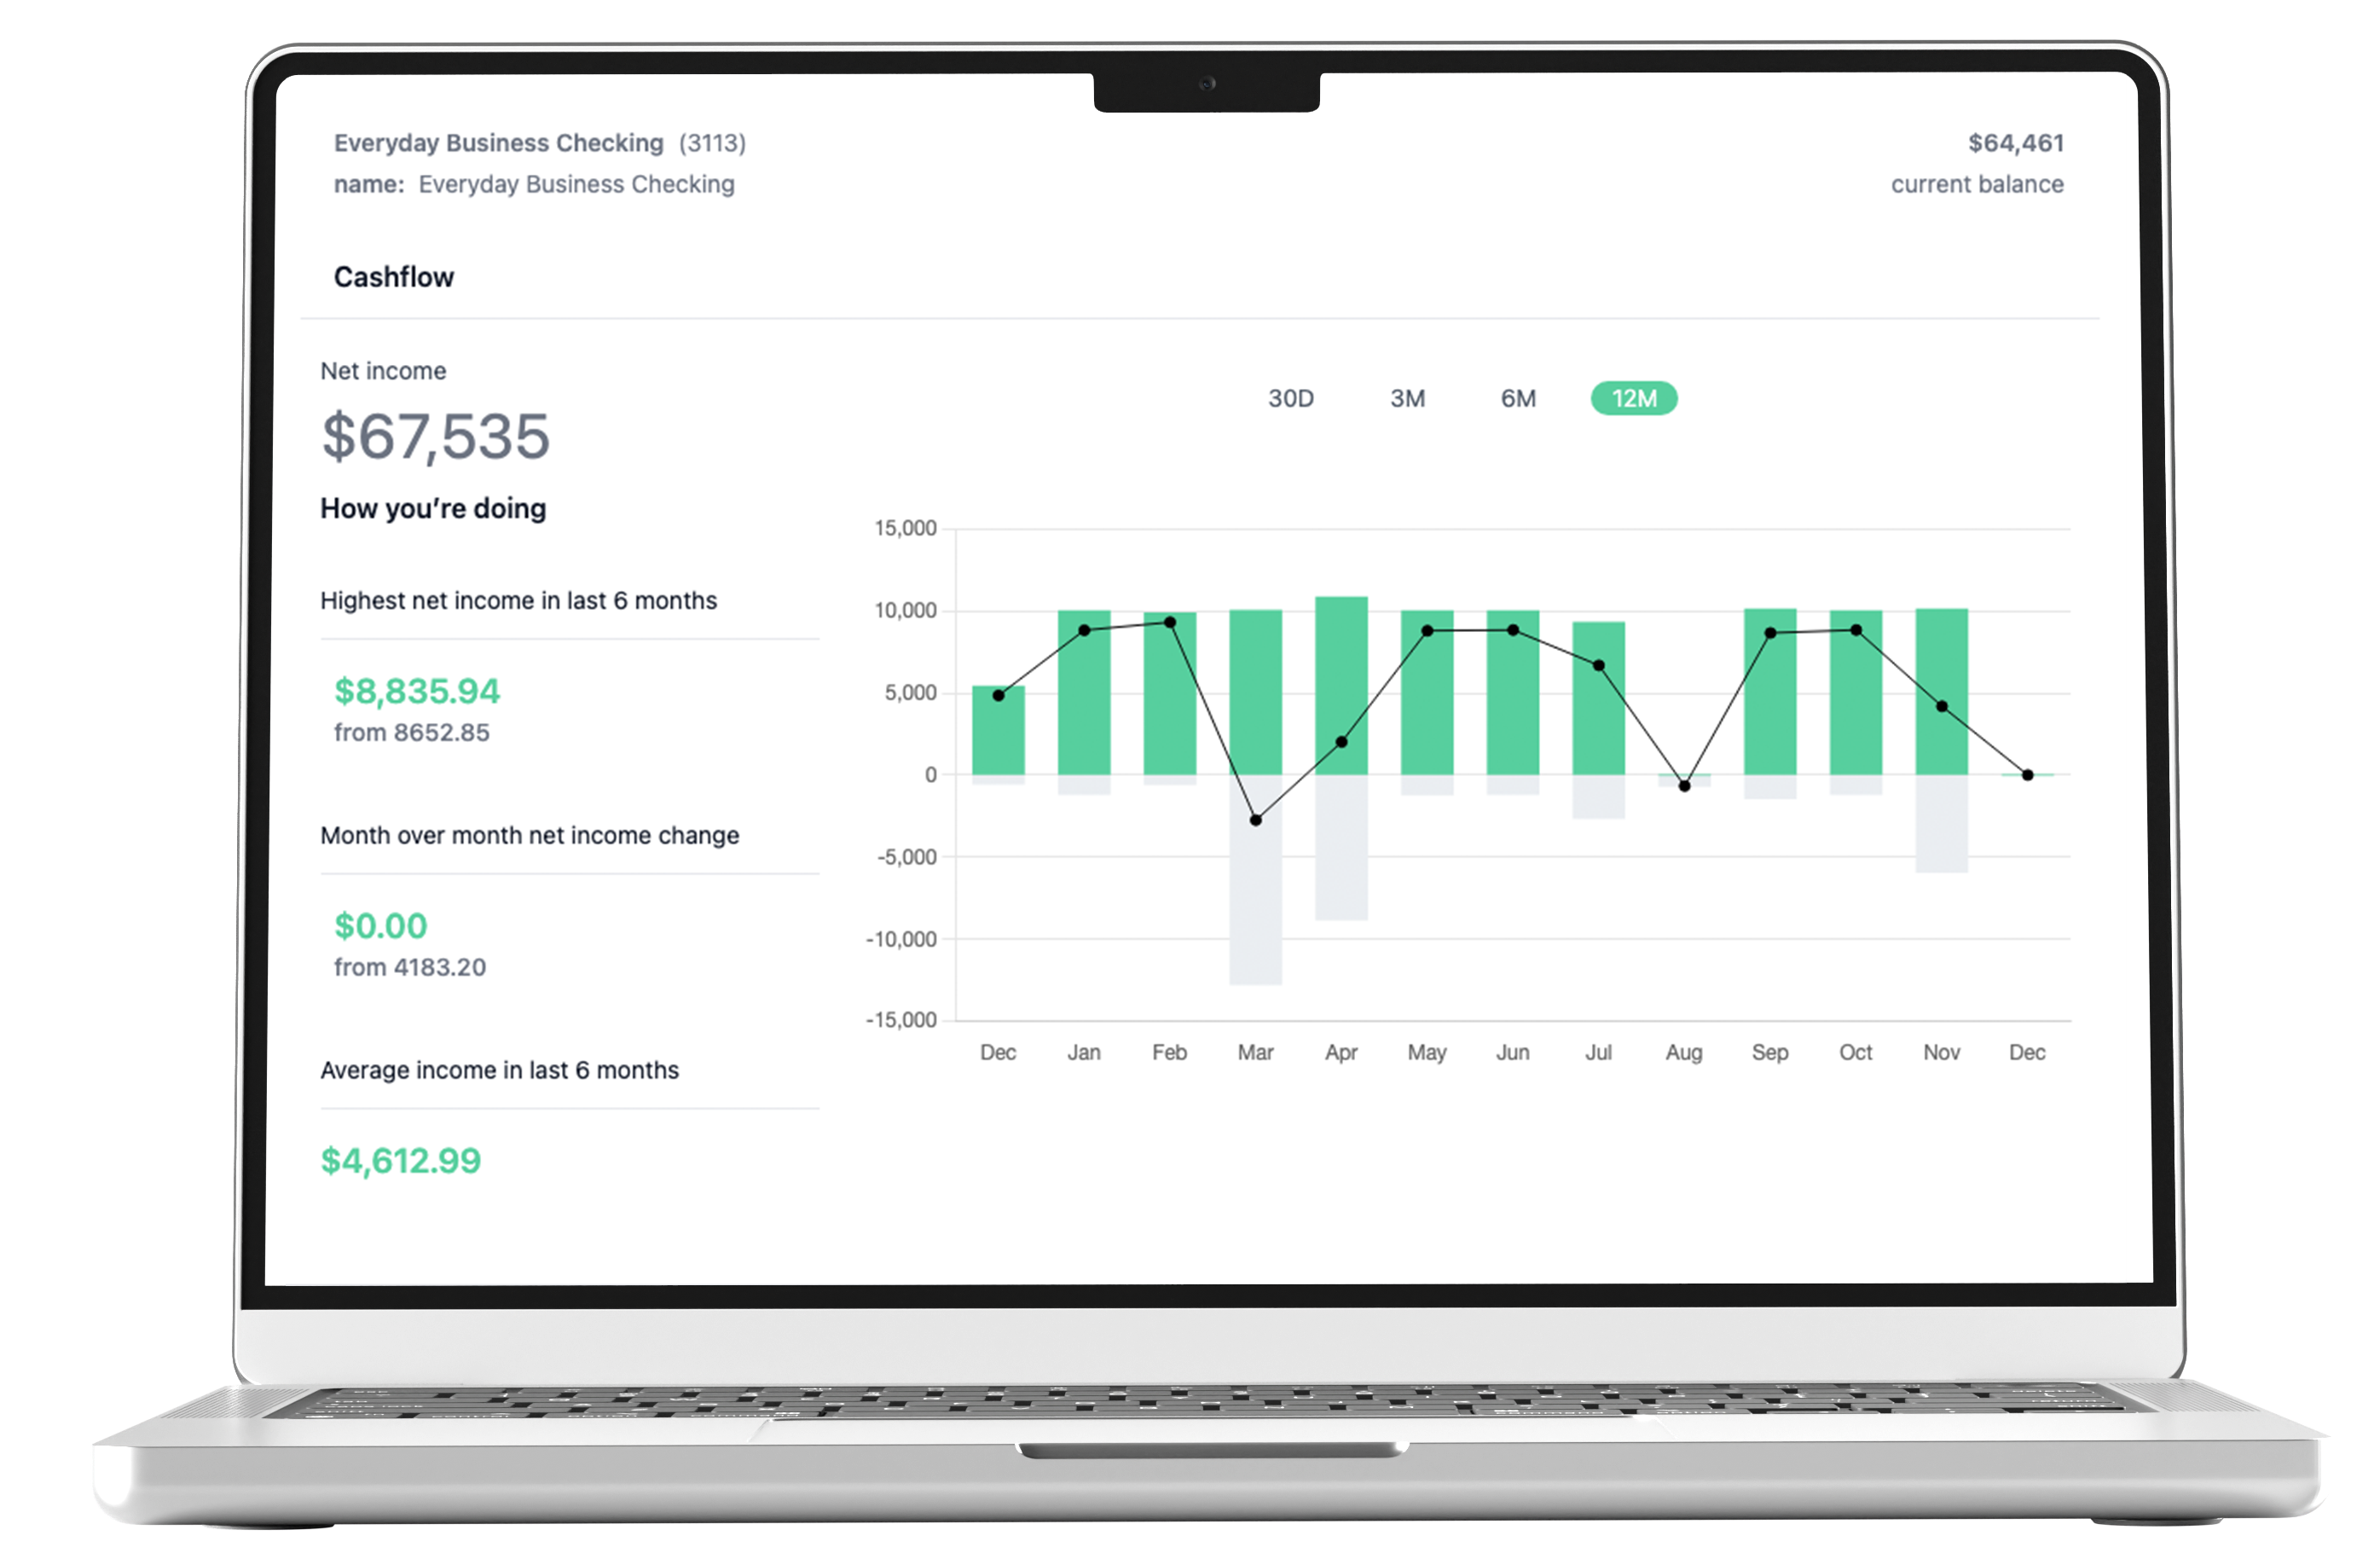 Everyday Business Checking (3113)
$64,461
name: Everyday Business Checking
current balance
Cashflow
Net income
$67,535
30D 3M 6M 12M
How you’re doing
Highest net income in last 6 months
$8,835.94
from 8652.85
Month over month net income change
$0.00
from 4183.20
Average income in last 6 months
$4,612.99
15,000
10,000
5,000
0
-5,000
-10,000
-15,000
Dec Jan Feb Mar Apr May Jun Jul Aug Sep Oct Nov Dec